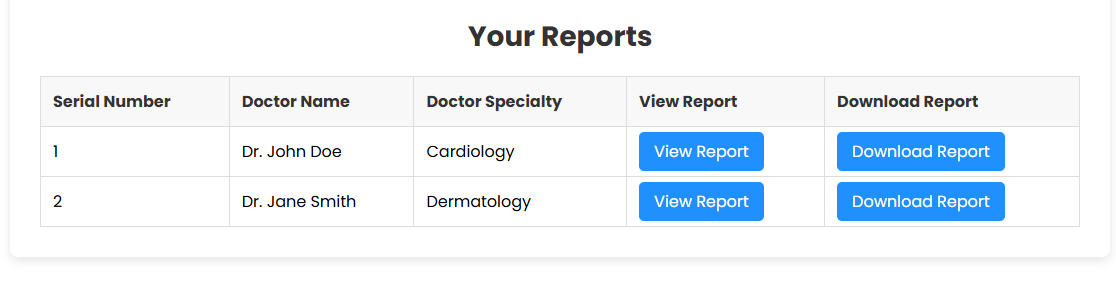 Your Reports
Serial Number Doctor Name Doctor Specialty View Report Download Report
1 Dr. John Doe Cardiology View Report Download Report
2 Dr. Jane Smith Dermatology View Report Download Report